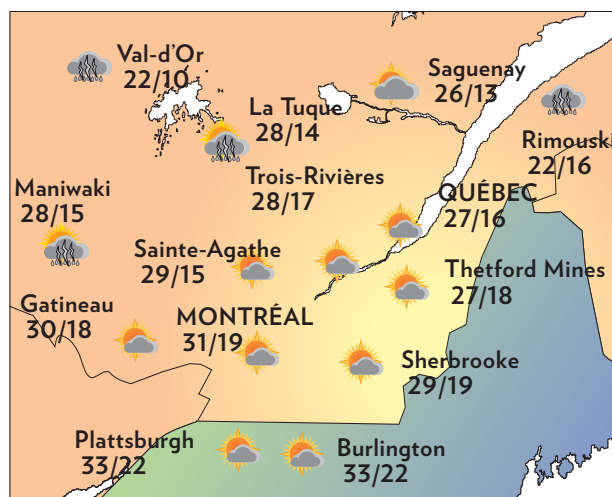 Val-d'Or
22/10
Saguenay
26/13
La Tuque
28/14
Rimouski
22/16
Trois-Rivières
28/17
Maniwaki
28/15
QUÉBEC
27/16
Sainte-Agathe
29/15
Thetford Mines
27/18
Gatineau
30/18
MONTRÉAL
31/19
Sherbrooke
29/19
Plattsburgh
33/22
Burlington
33/22